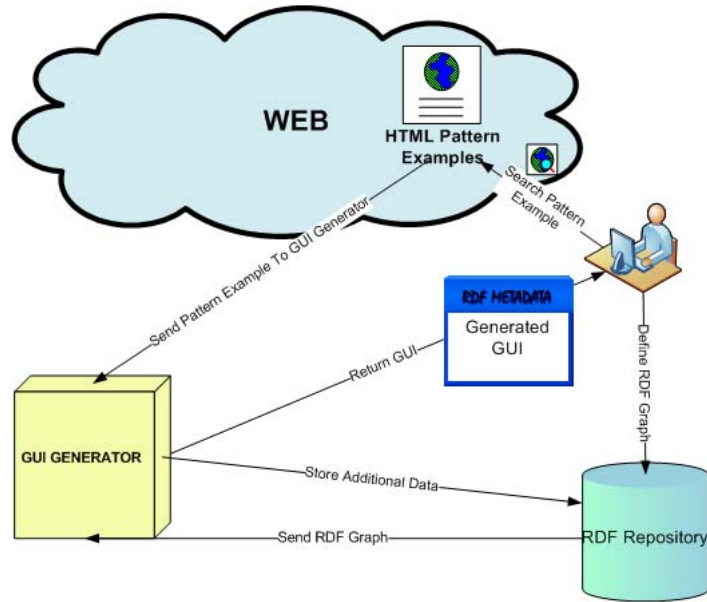 WEB
HTML Pattern
Examples
Search Pattern
Example
Send Pattern Example To GUI Generator
RDF METADATA
Generated
GUI
Return GUI
Define RDF Graph
GUI GENERATOR
Store Additional Data
Send RDF Graph
RDF Repository